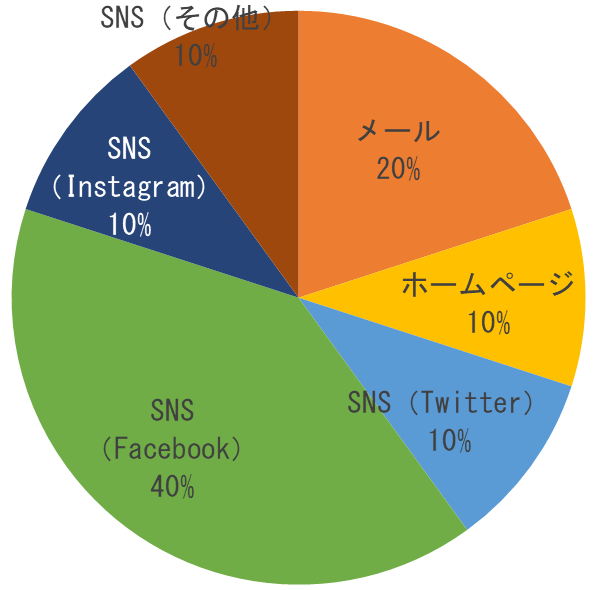 SNS（その他）
10%
メール
20%
SNS
（Instagram）
10%
ホームページ
10%
SNS（Twitter）
10%
SNS
（Facebook）
40%